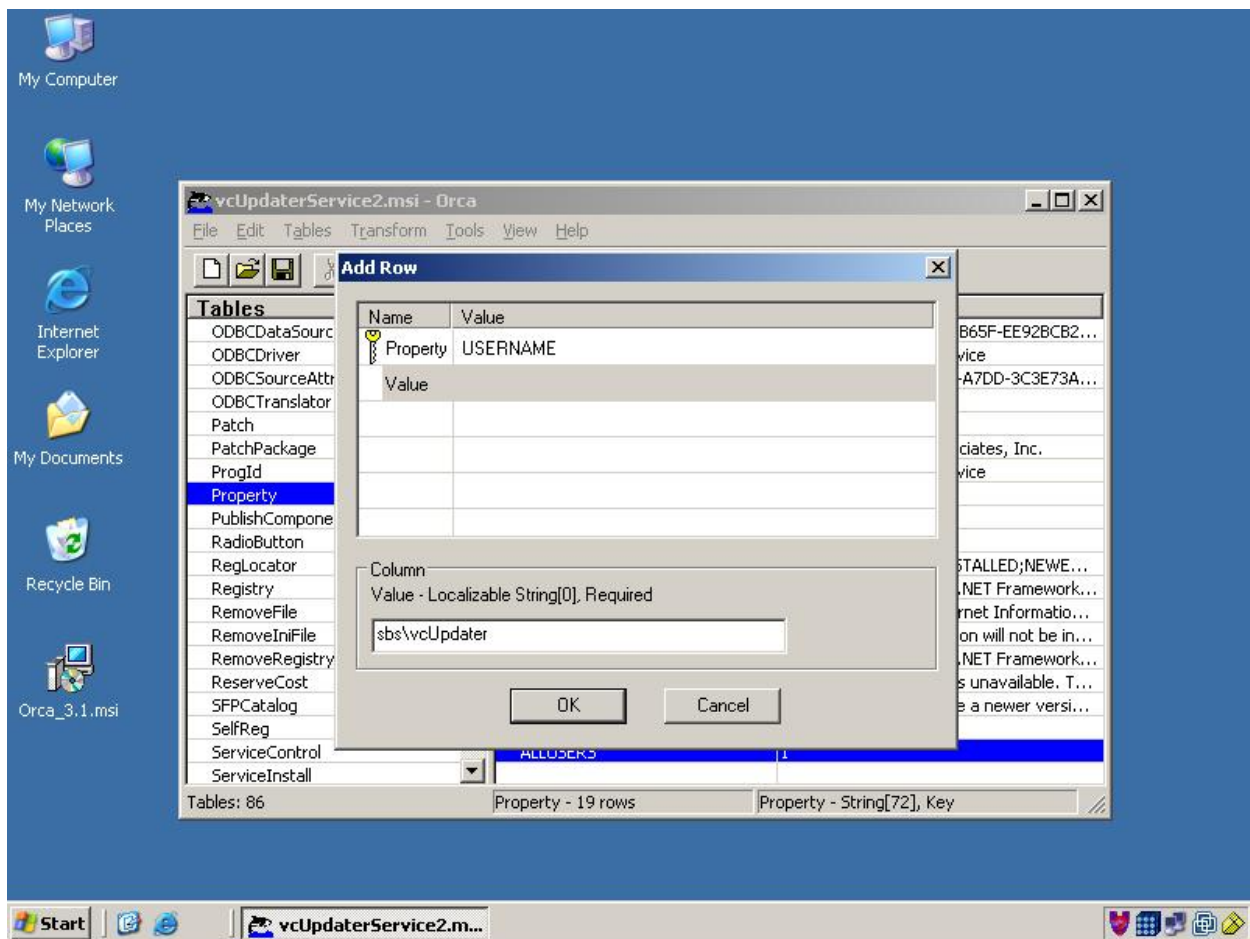 My Computer
My Network
Places
Internet
Explorer
My Documents
Recycle Bin
Orca_3.1.msi
vcUpdaterService2.msi - Orca
File Edit Tables Transform Tools View Help
Add Row
Name Value
Property USERNAME
Value
Column
Value - Localizable String[0], Required
sbs\vcUpdater
OK Cancel
Tables
ODBCDataSourc
ODBCDriver
ODBCSourceAttr
ODBCTranslator
Patch
PatchPackage
ProgId
Property
PublishCompone
RadioButton
RegLocator
Registry
RemoveFile
RemoveIniFile
RemoveRegistry
ReserveCost
SFPCatalog
SelfReg
ServiceControl
ServiceInstall
B65F-EE92BCB2...
vice
-A7DD-3C3E73A...
ciates, Inc.
vice
STALLED;NEWE...
.NET Framework...
rnet Informatio...
on will not be in...
.NET Framework...
s unavailable. T...
e a newer versi...
ALLUSERS 1
Tables: 86 Property - 19 rows Property - String[72], Key
Start vcUpdaterService2.m...